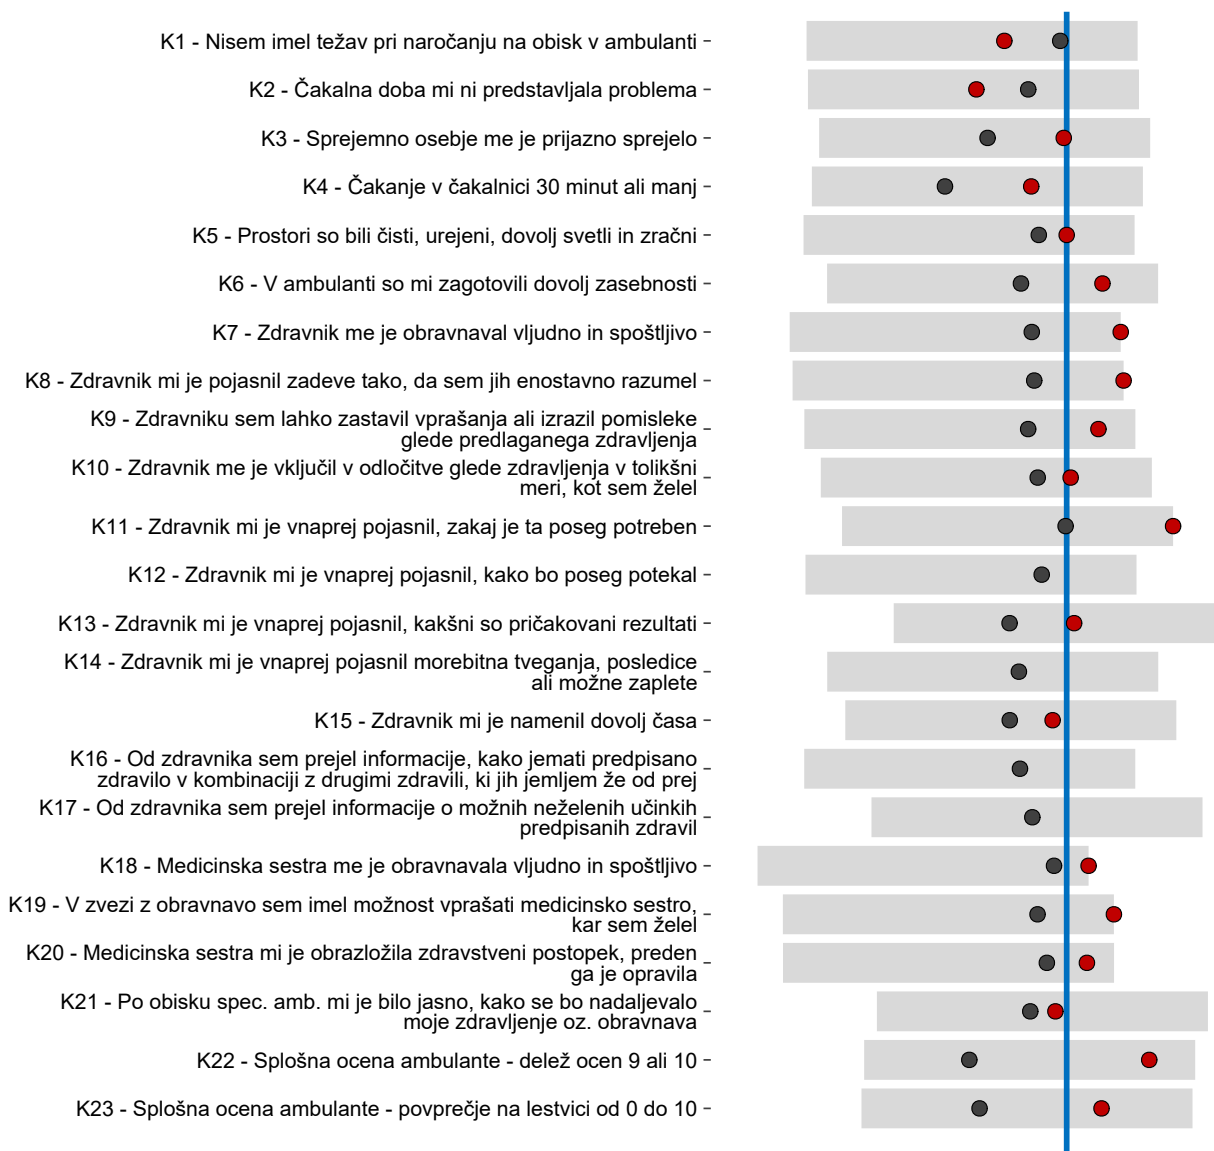 K1 - Nisem imel težav pri naročanju na obisk v ambulanti
K2 - Čakalna doba mi ni predstavljala problema
K3 - Sprejemno osebje me je prijazno sprejelo
K4 - Čakanje v čakalnici 30 minut ali manj
K5 - Prostori so bili čisti, urejeni, dovolj svetli in zračni
K6 - V ambulanti so mi zagotovili dovolj zasebnosti
K7 - Zdravnik me je obravnaval vljudno in spoštljivo
K8 - Zdravnik mi je pojasnil zadeve tako, da sem jih enostavno razumel
K9 - Zdravniku sem lahko zastavil vprašanja ali izrazil pomisleke
glede predlaganega zdravljenja
K10 - Zdravnik me je vključil v odločitve glede zdravljenja v tolikšni
meri, kot sem želel
K11 - Zdravnik mi je vnaprej pojasnil, zakaj je ta poseg potreben
K12 - Zdravnik mi je vnaprej pojasnil, kako bo poseg potekal
K13 - Zdravnik mi je vnaprej pojasnil, kakšni so pričakovani rezultati
K14 - Zdravnik mi je vnaprej pojasnil morebitna tveganja, posledice
ali možne zaplete
K15 - Zdravnik mi je namenil dovolj časa
K16 - Od zdravnika sem prejel informacije, kako jemati predpisano
zdravilo v kombinaciji z drugimi zdravili, ki jih jemljem že od prej
K17 - Od zdravnika sem prejel informacije o možnih neželenih učinkih
predpisanih zdravil
K18 - Medicinska sestra me je obravnavala vljudno in spoštljivo
K19 - V zvezi z obravnavo sem imel možnost vprašati medicinsko sestro,
kar sem želel
K20 - Medicinska sestra mi je obrazložila zdravstveni postopek, preden
ga je opravila
K21 - Po obisku spec. amb. mi je bilo jasno, kako se bo nadaljevalo
moje zdravljenje oz. obravnava
K22 - Splošna ocena ambulante - delež ocen 9 ali 10
K23 - Splošna ocena ambulante - povprečje na lestvici od 0 do 10